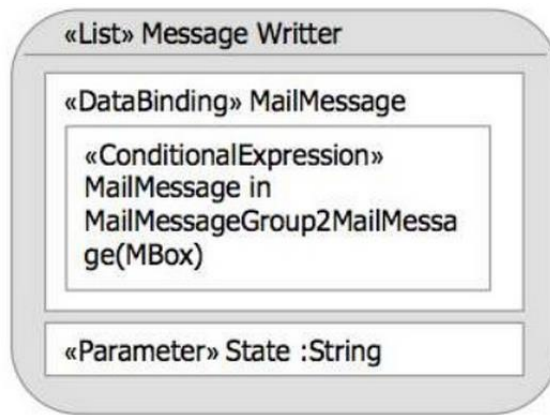 «List» Message Writter
«DataBinding» MailMessage
«ConditionalExpression»
MailMessage in
MailMessageGroup2MailMessa
ge(MBox)
«Parameter» State :String